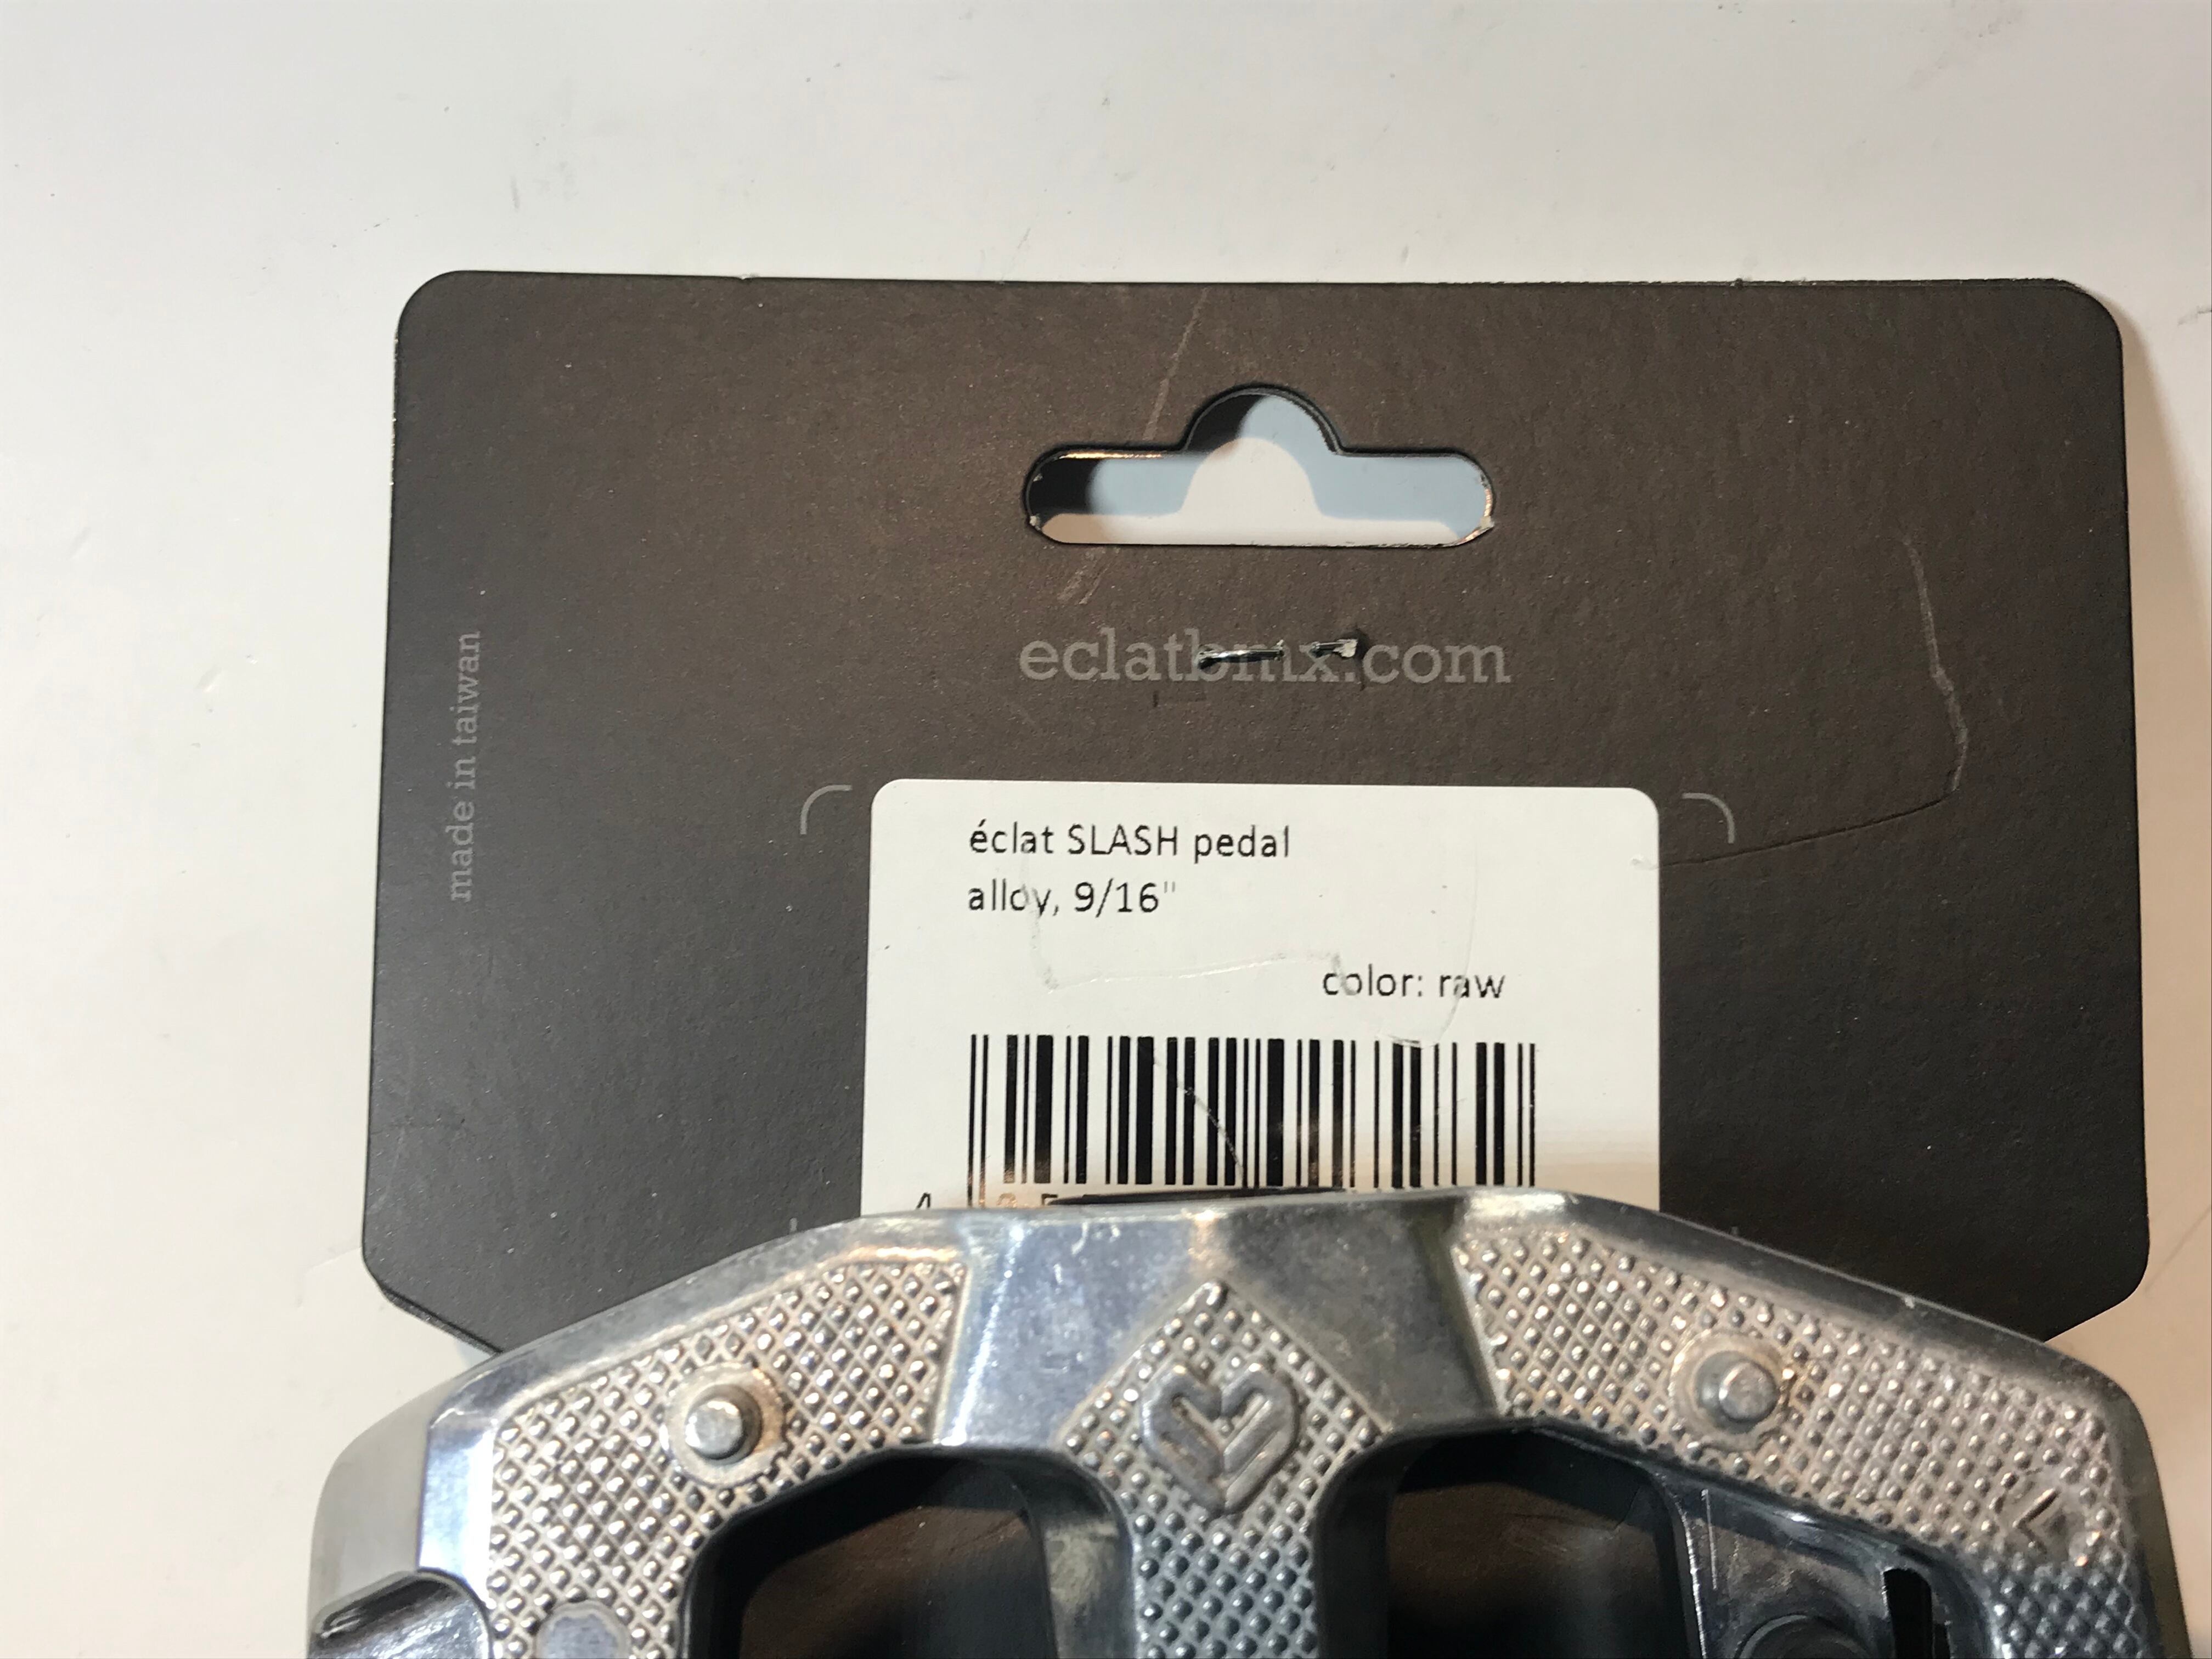 eclatbmx.com
made in taiwan
éclat SLASH pedal
alloy, 9/16"
color: raw